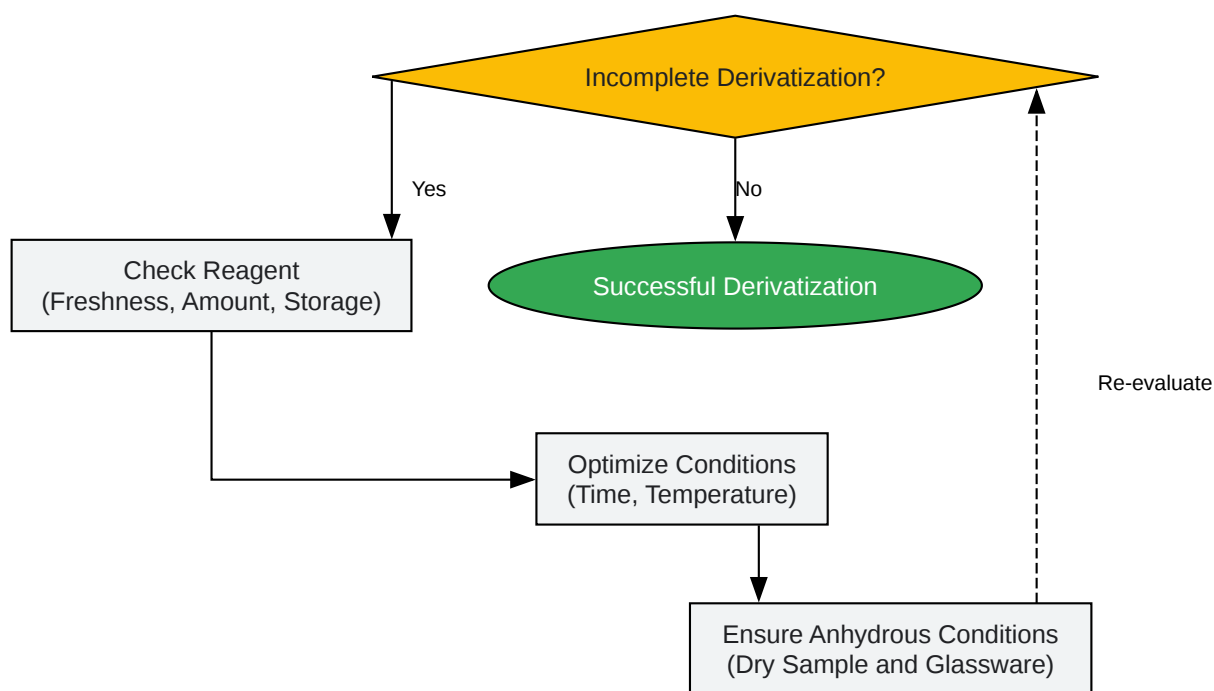 Incomplete Derivatization?
Yes
No
Check Reagent
(Freshness, Amount, Storage)
Successful Derivatization
Re-evaluate
Optimize Conditions
(Time, Temperature)
Ensure Anhydrous Conditions
(Dry Sample and Glassware)